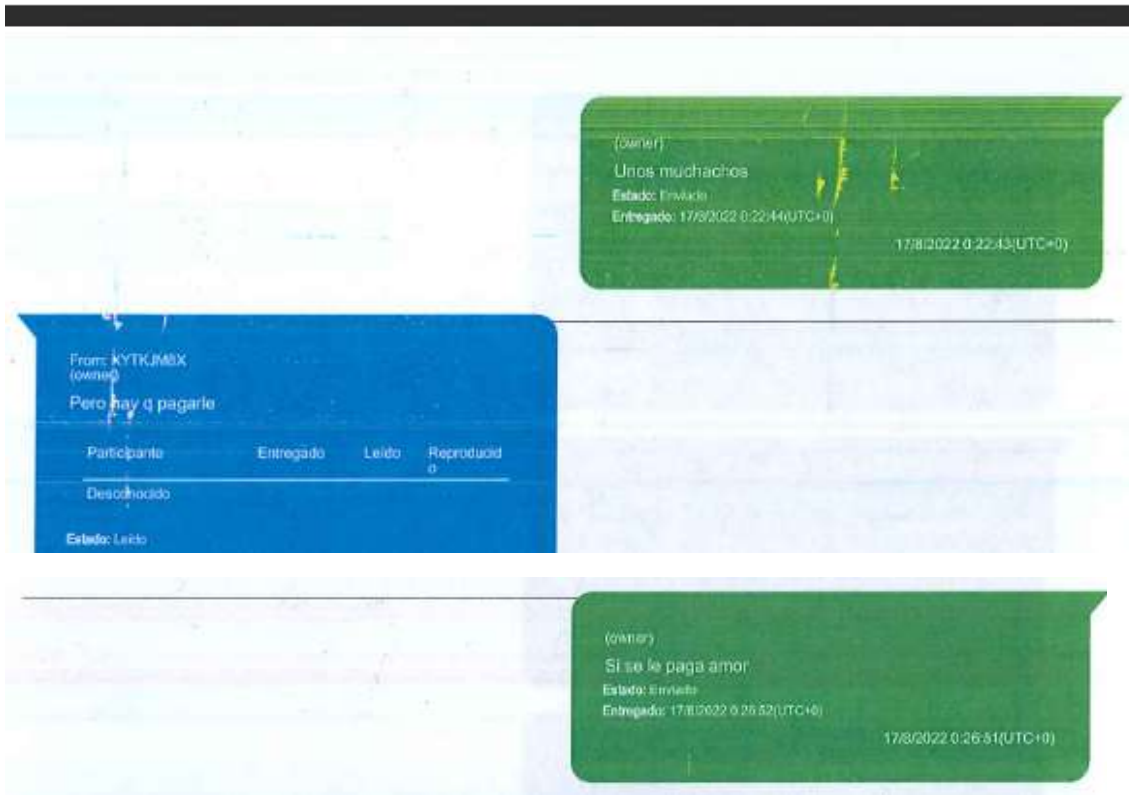 (owner)
Unos muchachos
Estado: Enviado
Entregado: 17/8/2022 0:22:44(UTC+0)
17/8/2022 0:22:43(UTC+0)
From: KYTKJM8X
(owner)
Pero hay q pagarle
Participante Entregado Leído Reproducid
o
Desconocido
Estado: Leído
(owner)
Si se le paga amor
Estado: Enviado
Entregado: 17/8/2022 0:26:52(UTC+0)
17/8/2022 0:26:51(UTC+0)